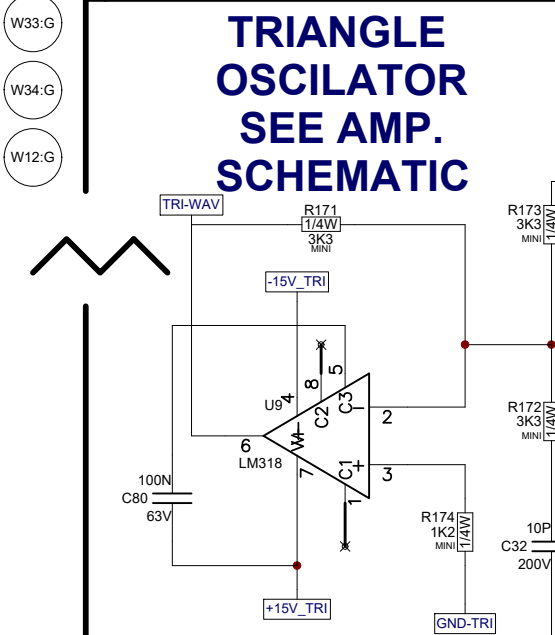 W33:G
W34:G
W12:G
TRIANGLE
OSCILATOR
SEE AMP.
SCHEMATIC
TRI-WAV
R171
1/4W
3K3
MINI
R173
3K3
MINI
1/4W
-15V_TRI
U9
4
8
5
C2
C3
2
6
LM318
7
C1
3
1
100N
C80
63V
R172
3K3
MINI
1/4W
R174
1K2
MINI
1/4W
10P
C32
200V
+15V_TRI
GND-TRI